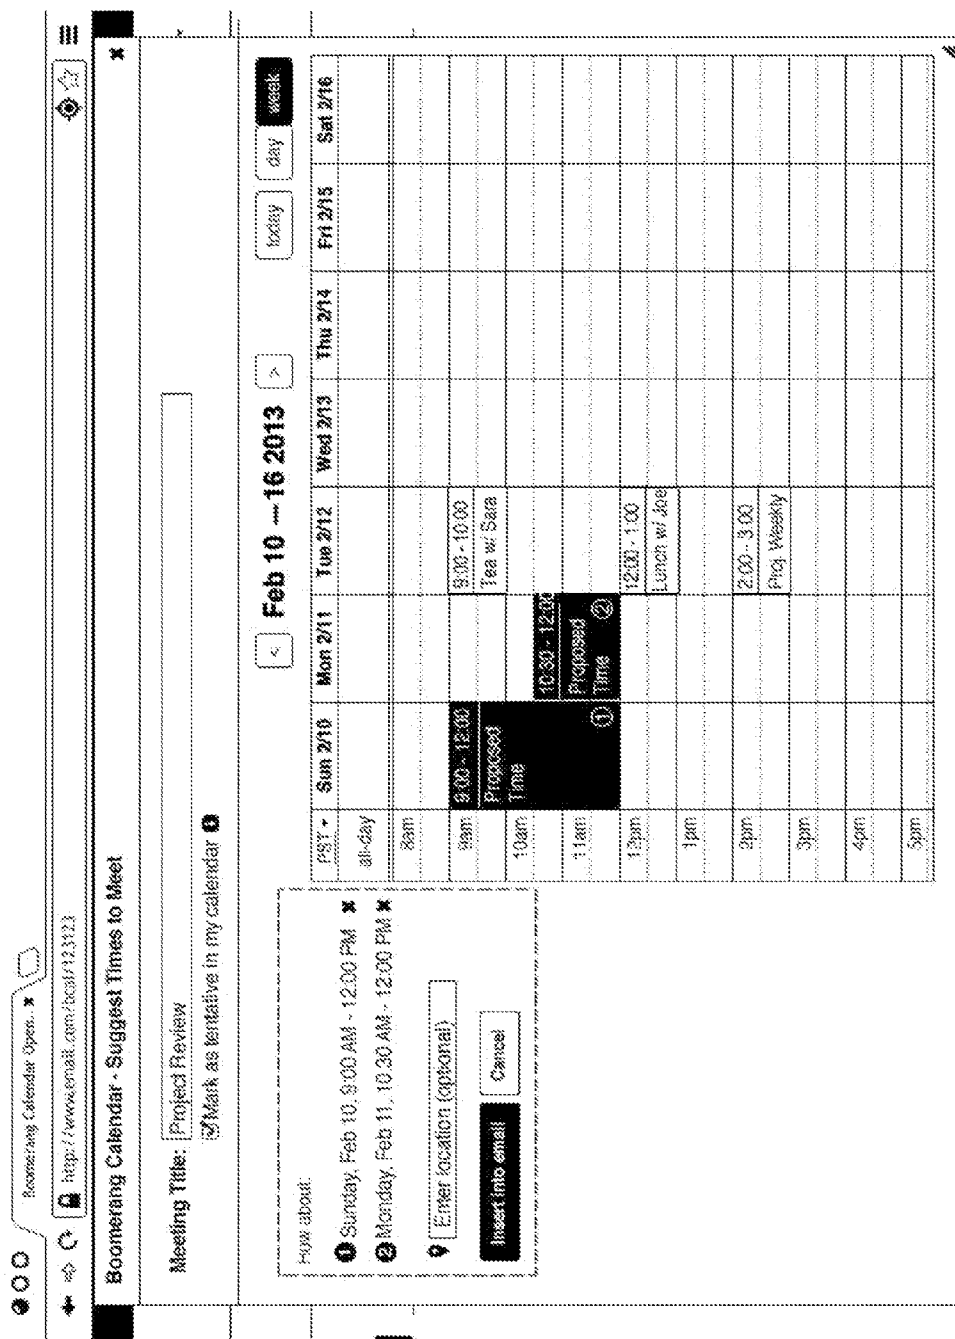 Boomerang Calendar Open..
http://www.email.com/bcal/123123
Boomerang Calendar - Suggest Times to Meet
Meeting Title: Project Review
Mark as tentative in my calendar
How about:
1 Sunday, Feb 10, 9:00 AM - 12:00 PM
2 Monday, Feb 11, 10:30 AM - 12:00 PM
Enter location (optional)
Insert into email Cancel
< Feb 10 — 16 2013 > today day week
PST Sun 2/10 Mon 2/11 Tue 2/12 Wed 2/13 Thu 2/14 Fri 2/15 Sat 2/16
all-day
8am
9am 9:00 - 12:00 9:00 - 10:00
Proposed Tea w/ Sara
10am Time
10:30 - 12:00
11am Proposed
1 Time 2
12pm 12:00 - 1:00
Lunch w/ Joe
1pm
2pm 2:00 - 3:00
Proj. Weekly
3pm
4pm
5pm